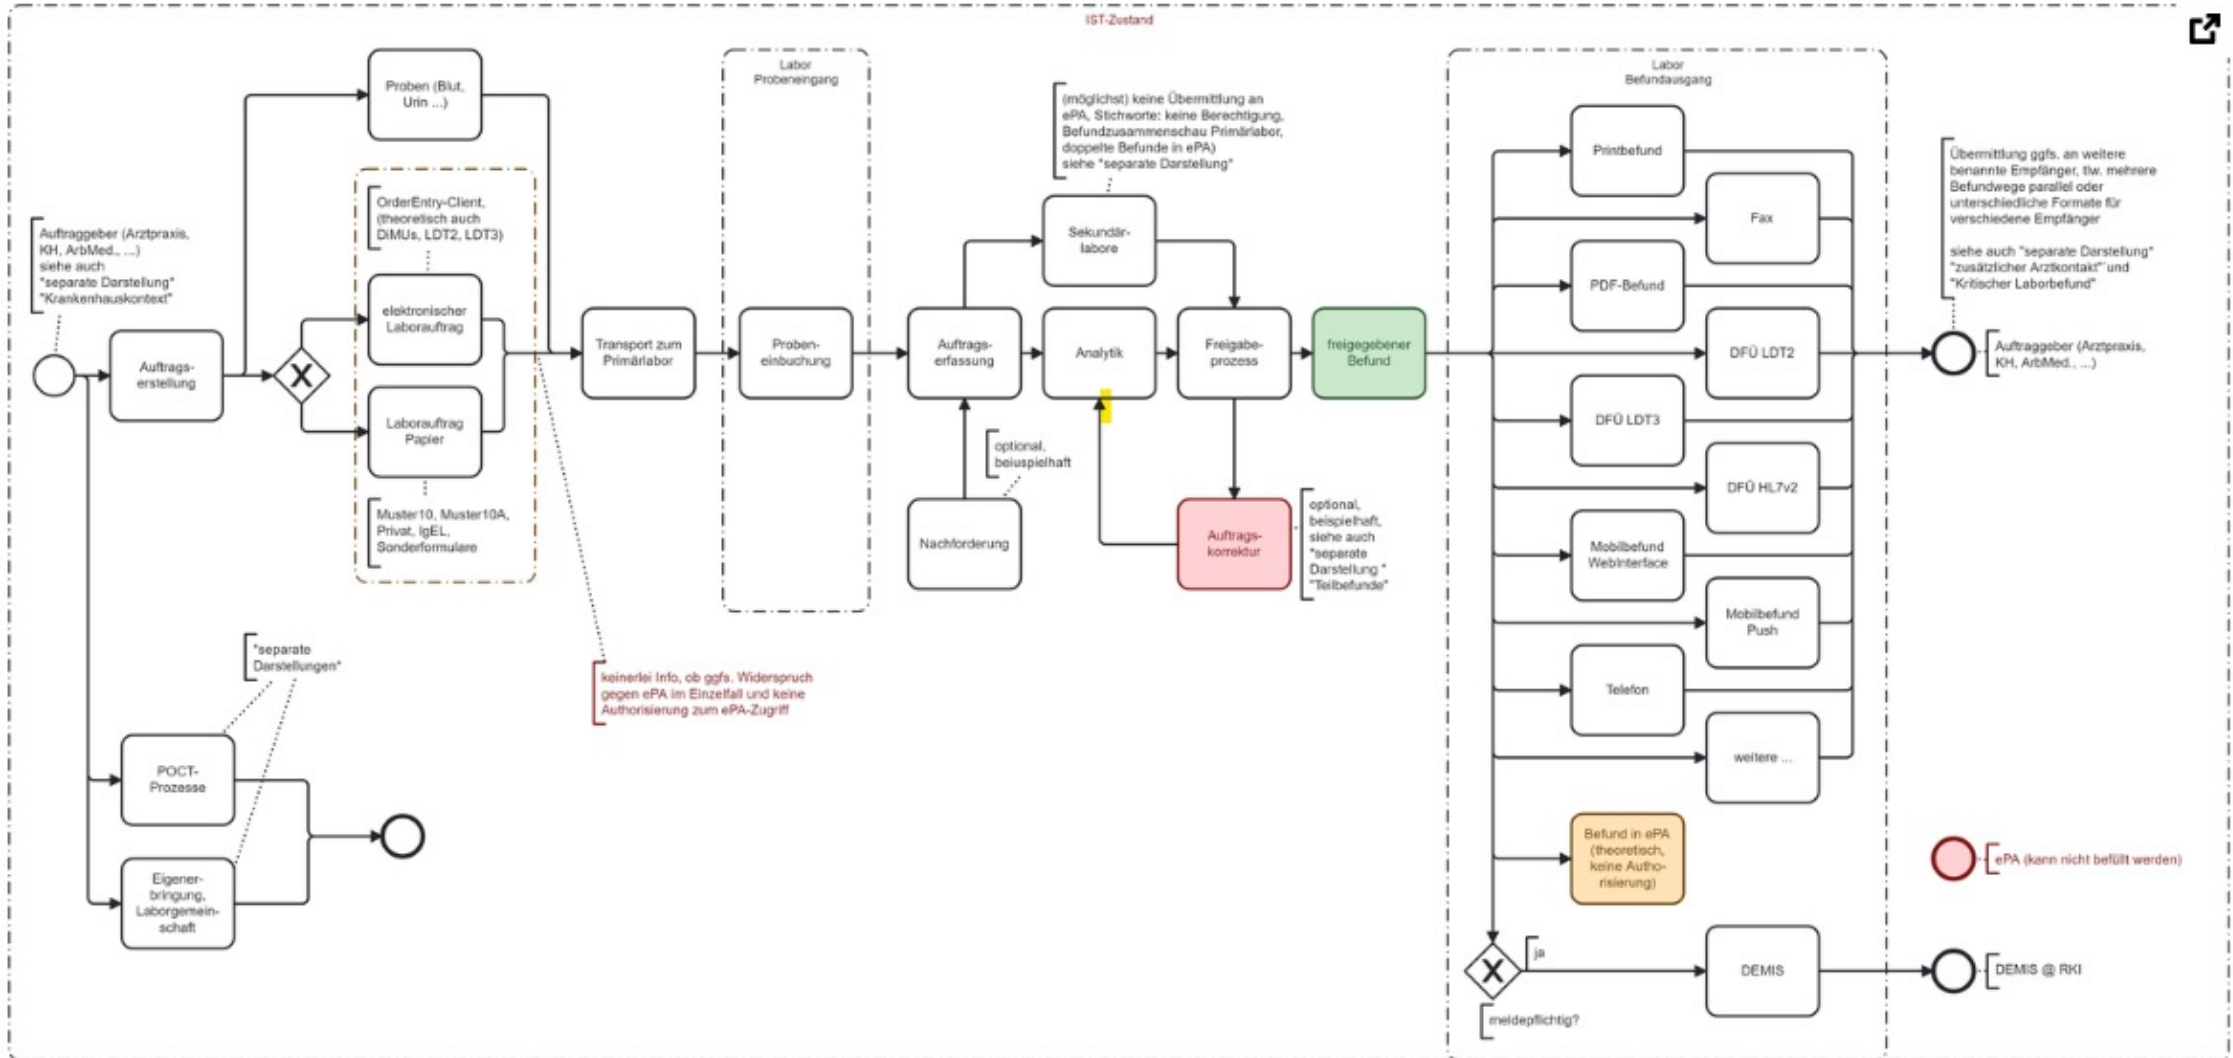 IST-Zustand
Proben (Blut,
Urin ...)
Labor
Probeneingang
Labor
Befundausgang
(möglichst) keine Übermittlung an
ePA, Stichworte: keine Berechtigung,
Befundzusammenschau Primärlabor,
doppelte Befunde in ePA)
siehe "separate Darstellung"
OrderEntry-Client,
(theoretisch auch
DiMUs, LDT2, LDT3)
Auftraggeber (Arztpraxis,
KH, ArbMed., ...)
siehe auch
"separate Darstellung"
"Krankenhauskontext"
Auftrags-
erstellung
X
elektronischer
Laborauftrag
Laborauftrag
Papier
Muster10, Muster10A,
Privat, IgEL,
Sonderformulare
Transport zum
Primärlabor
Proben-
einbuchung
Auftrags-
erfassung
Sekundär-
labore
Analytik
Freigabe-
prozess
freigegebener
Befund
optional,
beiuspielhaft
Nachforderung
Auftrags-
korrektur
optional,
beispielhaft,
siehe auch
"separate
Darstellung "
"Teilbefunde"
keinerlei Info, ob ggfs. Widerspruch
gegen ePA im Einzelfall und keine
Authorisierung zum ePA-Zugriff
"separate
Darstellungen"
POCT-
Prozesse
Eigener-
bringung,
Laborgemein-
schaft
Printbefund
Fax
PDF-Befund
DFÜ LDT2
DFÜ LDT3
DFÜ HL7v2
Mobilbefund
WebInterface
Mobilbefund
Push
Telefon
weitere ...
Befund in ePA
(theoretisch,
keine Autho-
risierung)
X
ja
meldepflichtig?
DEMIS
Übermittlung ggfs. an weitere
benannte Empfänger, tlw. mehrere
Befundwege parallel oder
unterschiedliche Formate für
verschiedene Empfänger
siehe auch "separate Darstellung"
"zusätzlicher Arztkontakt"und
"Kritischer Laborbefund"
Auftraggeber (Arztpraxis,
KH, ArbMed., ...)
ePA (kann nicht befüllt werden)
DEMIS @ RKI